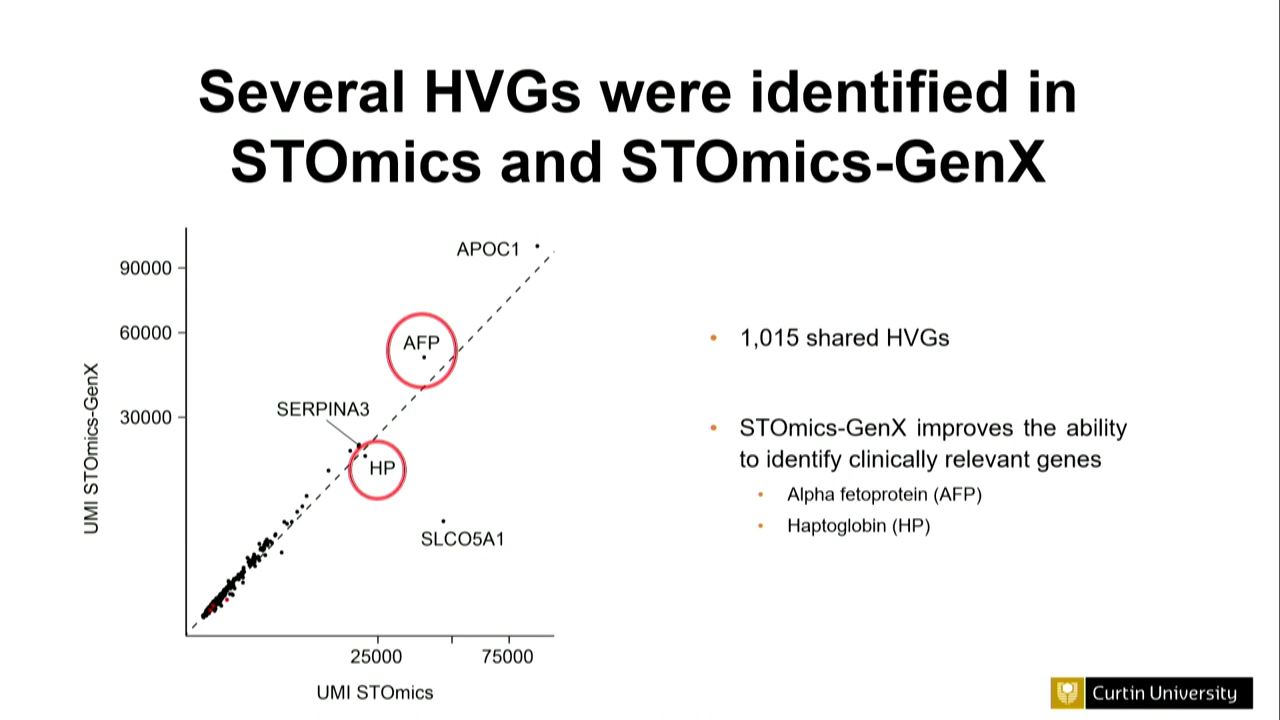 Several HVGs were identified in
STOmics and STOmics-GenX
APOC1
90000
AFP
60000
SERPINA3
30000
UMI STOmics-GenX
HP
SLCO5A1
25000
75000
UMI STOmics
• 1,015 shared HVGs
• STOmics-GenX improves the ability
to identify clinically relevant genes
• Alpha fetoprotein (AFP)
• Haptoglobin (HP)
Curtin University